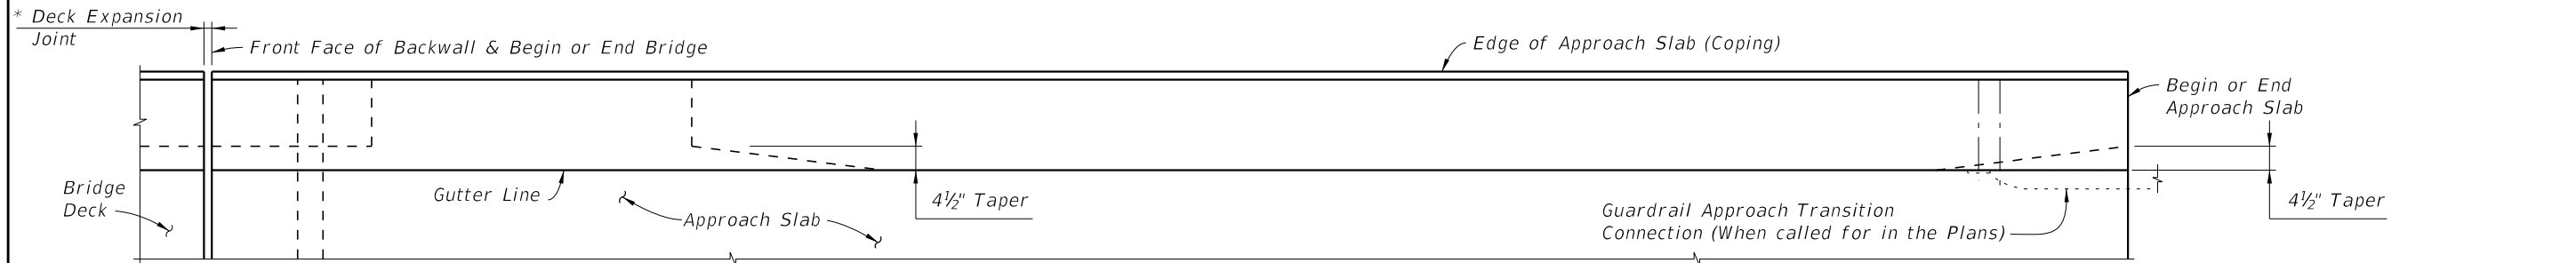 * Deck Expansion
Joint
Front Face of Backwall & Begin or End Bridge
Edge of Approach Slab (Coping)
Begin or End
Approach Slab
Bridge
Deck
Gutter Line
Approach Slab
4½" Taper
Guardrail Approach Transition
Connection (When called for in the Plans)
4½" Taper